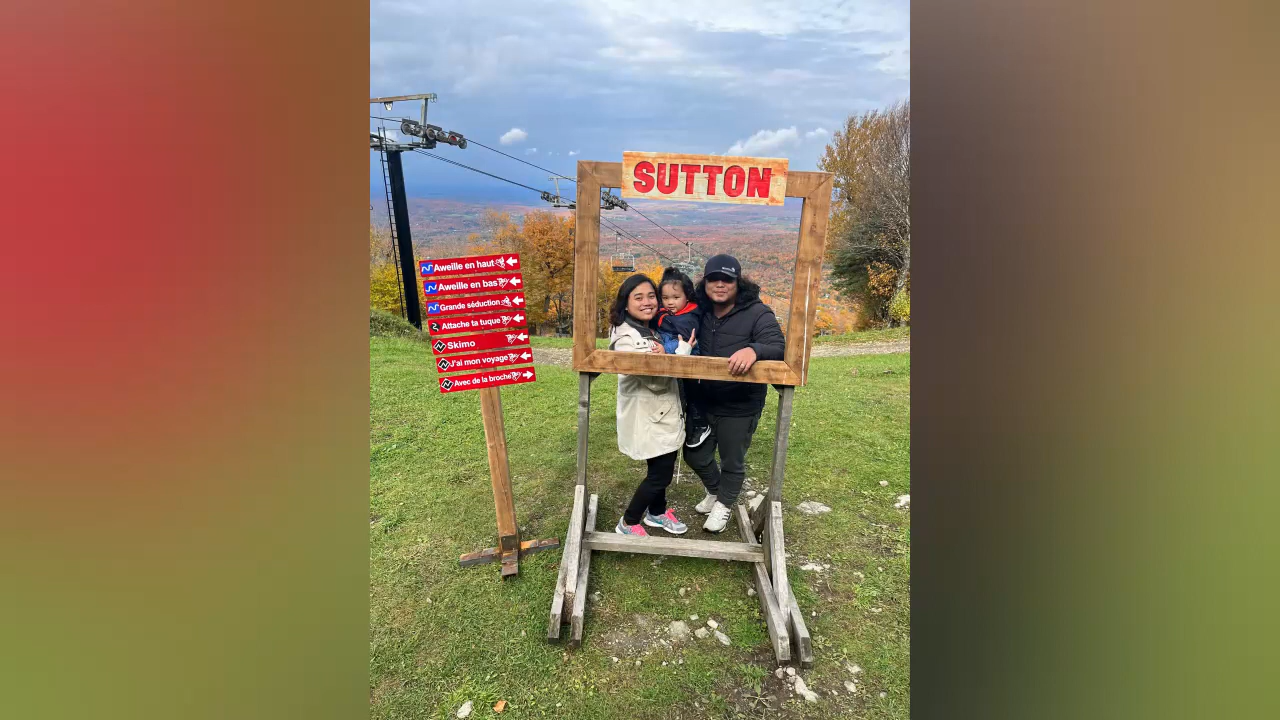 SUTTON
Aweille en haut
Aweille en bas
Grande séduction
Attache ta tuque
Skimo
J'ai mon voyage
Avec de la broche